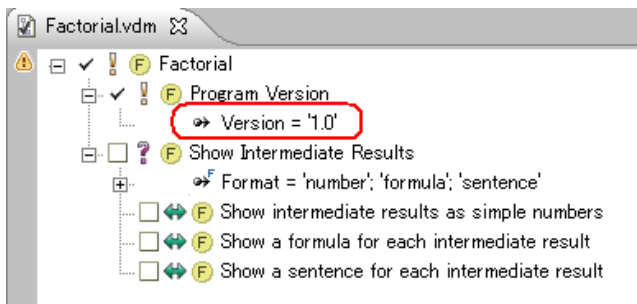 Factorial.vdm
F Factorial
F Program Version
Version = '1.0'
? F Show Intermediate Results
F Format = 'number'; 'formula'; 'sentence'
F Show intermediate results as simple numbers
F Show a formula for each intermediate result
F Show a sentence for each intermediate result